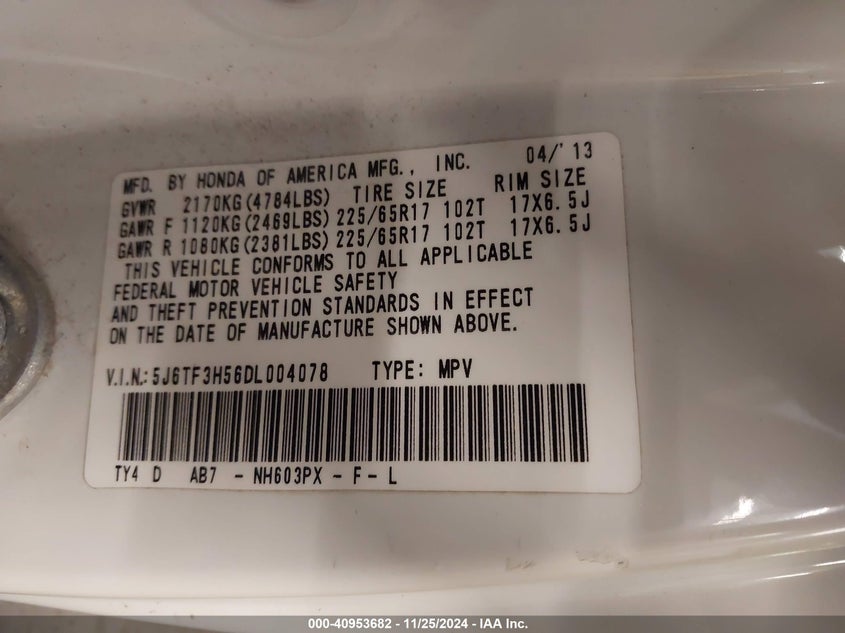 MFD. BY HONDA OF AMERICA MFG., INC. 04/'13
GVWR 2170KG(4784LBS) TIRE SIZE RIM SIZE
GAWR F 1120KG(2469LBS) 225/65R17 102T 17X6.5J
GAWR R 1080KG(2381LBS) 225/65R17 102T 17X6.5J
THIS VEHICLE CONFORMS TO ALL APPLICABLE
FEDERAL MOTOR VEHICLE SAFETY
AND THEFT PREVENTION STANDARDS IN EFFECT
ON THE DATE OF MANUFACTURE SHOWN ABOVE.
V.I.N.: 5J6TF3H56DL004078 TYPE: MPV
TY4 D AB7 - NH603PX - F - L
000-40953682 - 11/25/2024 - IAA Inc.